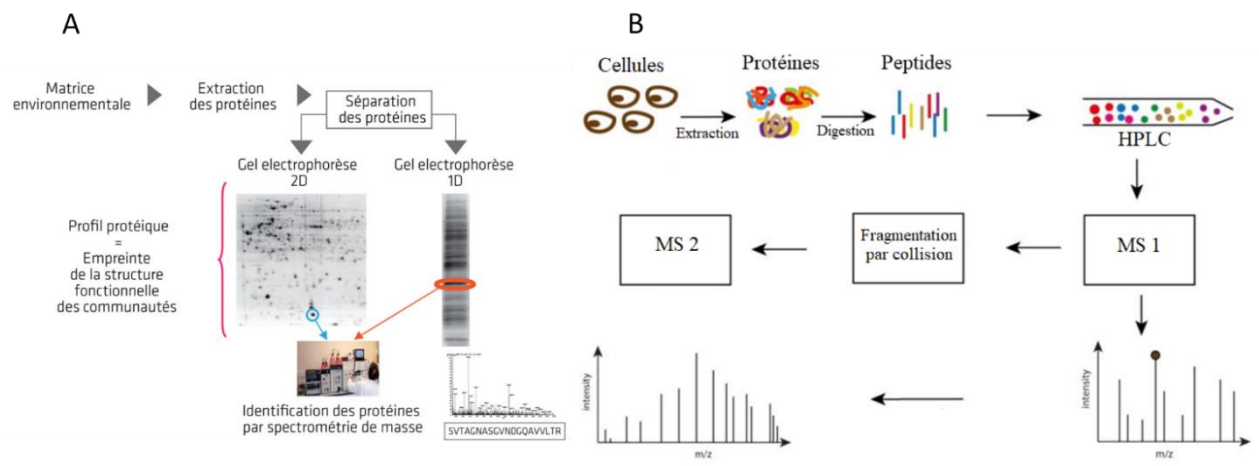 A
Matrice
environnementale
Extraction
des protéines
Séparation
des protéines
Gel electrophorèse
2D
Gel electrophorèse
1D
Profil protéique
=
Empreinte
de la structure
fonctionnelle
des communautés
Identification des protéines
par spectrométrie de masse
SVTAGNASGVNDGQAVVLTR
B
Cellules
Extraction
Protéines
Digestion
Peptides
HPLC
MS 1
Fragmentation
par collision
MS 2
intensity
m/z
intensity
m/z